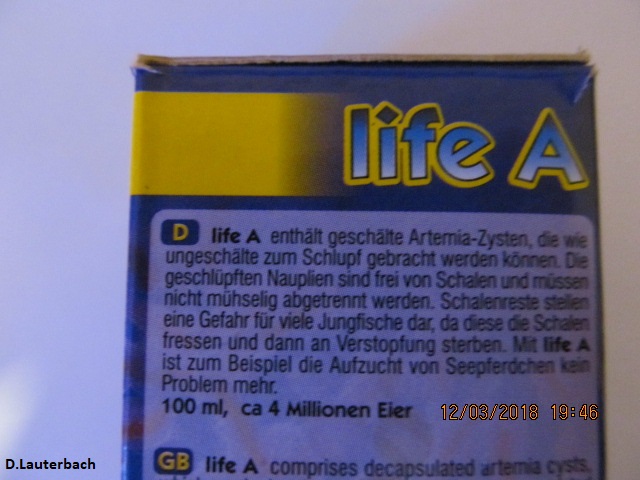 life A
D life A enthält geschälte Artemia-Zysten, die wie
ungeschälte zum Schlupf gebracht werden können. Die
geschlüpften Nauplien sind frei von Schalen und müssen
nicht mühselig abgetrennt werden. Schalenreste stellen
eine Gefahr für viele Jungfische dar, da diese die Schalen
fressen und dann an Verstopfung sterben. Mit life A
ist zum Beispiel die Aufzucht von Seepferdchen kein
Problem mehr.
100 ml, ca 4 Millionen Eier
12/03/2018 19:46
GB life A comprises decapsulated artemia cysts,
D.Lauterbach